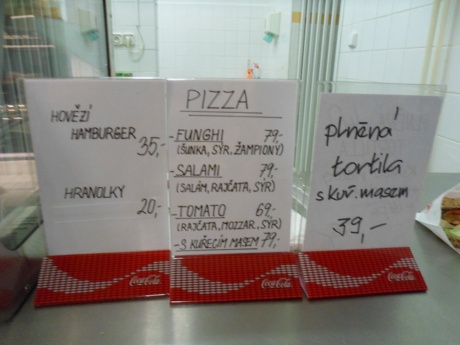 HOVĚZÍ
HAMBURGER
35,-
HRANOLKY
20,-
PIZZA
-FUNGHI 79,-
(ŠUNKA, SÝR, ŽAMPIONY)
-SALAMI 79,-
(SALÁM, RAJČATA, SÝR)
-TOMATO 69,-
(RAJČATA, MOZZAR, SÝR)
-S KUŘECÍM MASEM 79,-
plněná
tortila
s kuř. masem
39,-
Coca-Cola
Coca-Cola
Coca-Cola